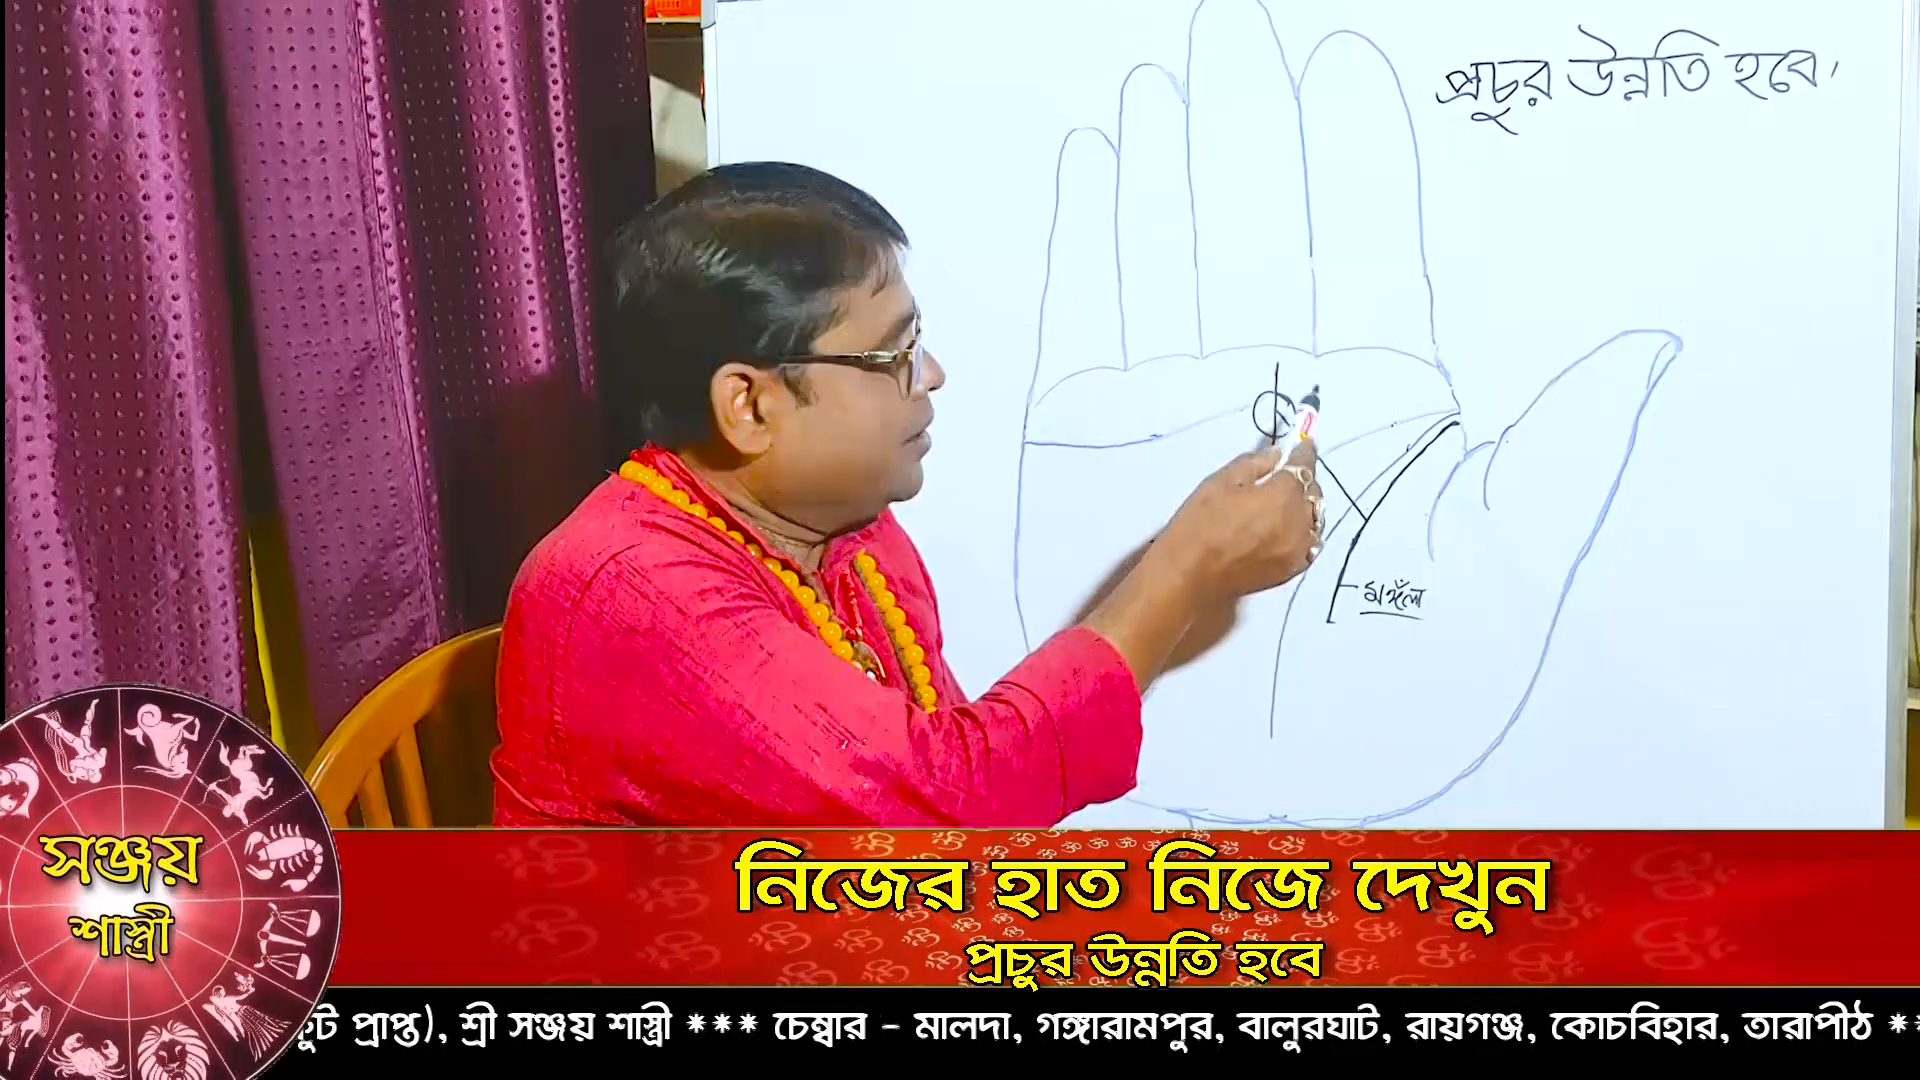 প্রচুর উন্নতি হবে।
মঙ্গল
সঞ্জয়
শাস্ত্রী
নিজের হাত নিজে দেখুন
প্রচুর উন্নতি হবে
প্রাপ্ত), শ্রী সঞ্জয় শাস্ত্রী *** চেম্বার - মালদা, গঙ্গারামপুর, বালুরঘাট, রায়গঞ্জ, কোচবিহার, তারাপীঠ *